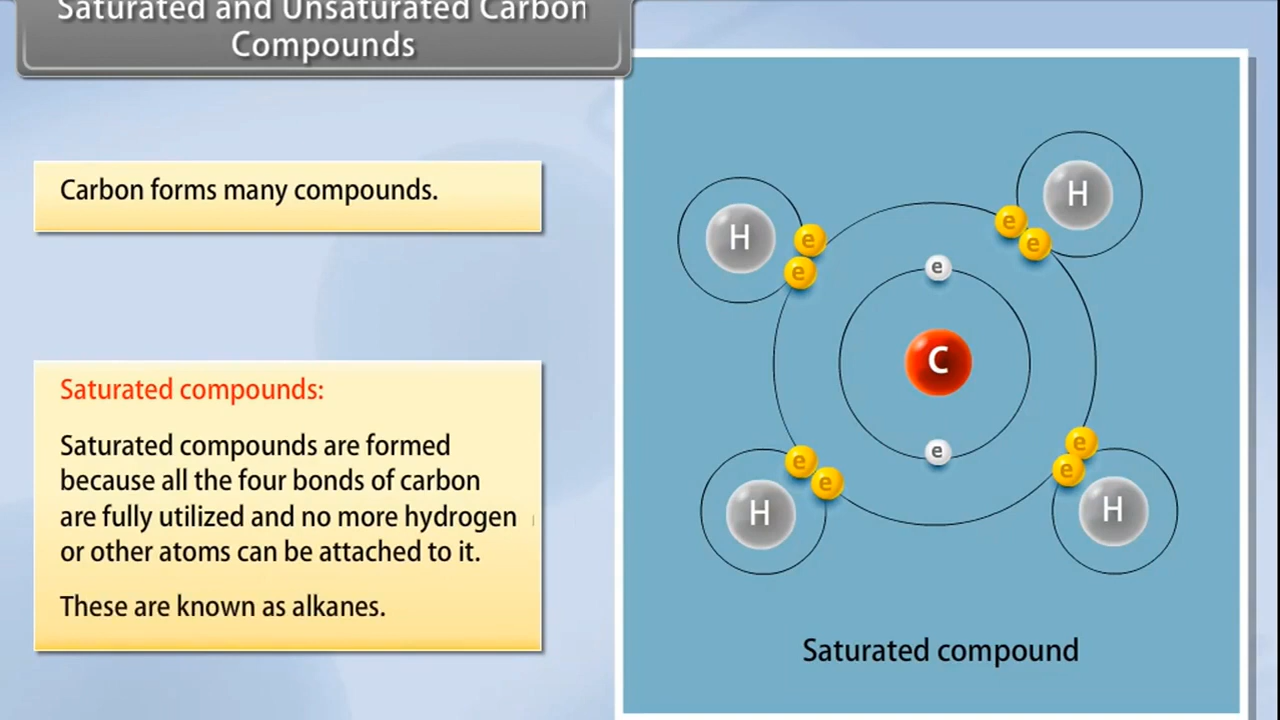 Saturated and Unsaturated Carbon
Compounds
Carbon forms many compounds.
Saturated compounds:
Saturated compounds are formed
because all the four bonds of carbon
are fully utilized and no more hydrogen
or other atoms can be attached to it.
These are known as alkanes.
H
H
e
e
e
e
e
C
e
e
e
e
e
H
H
Saturated compound